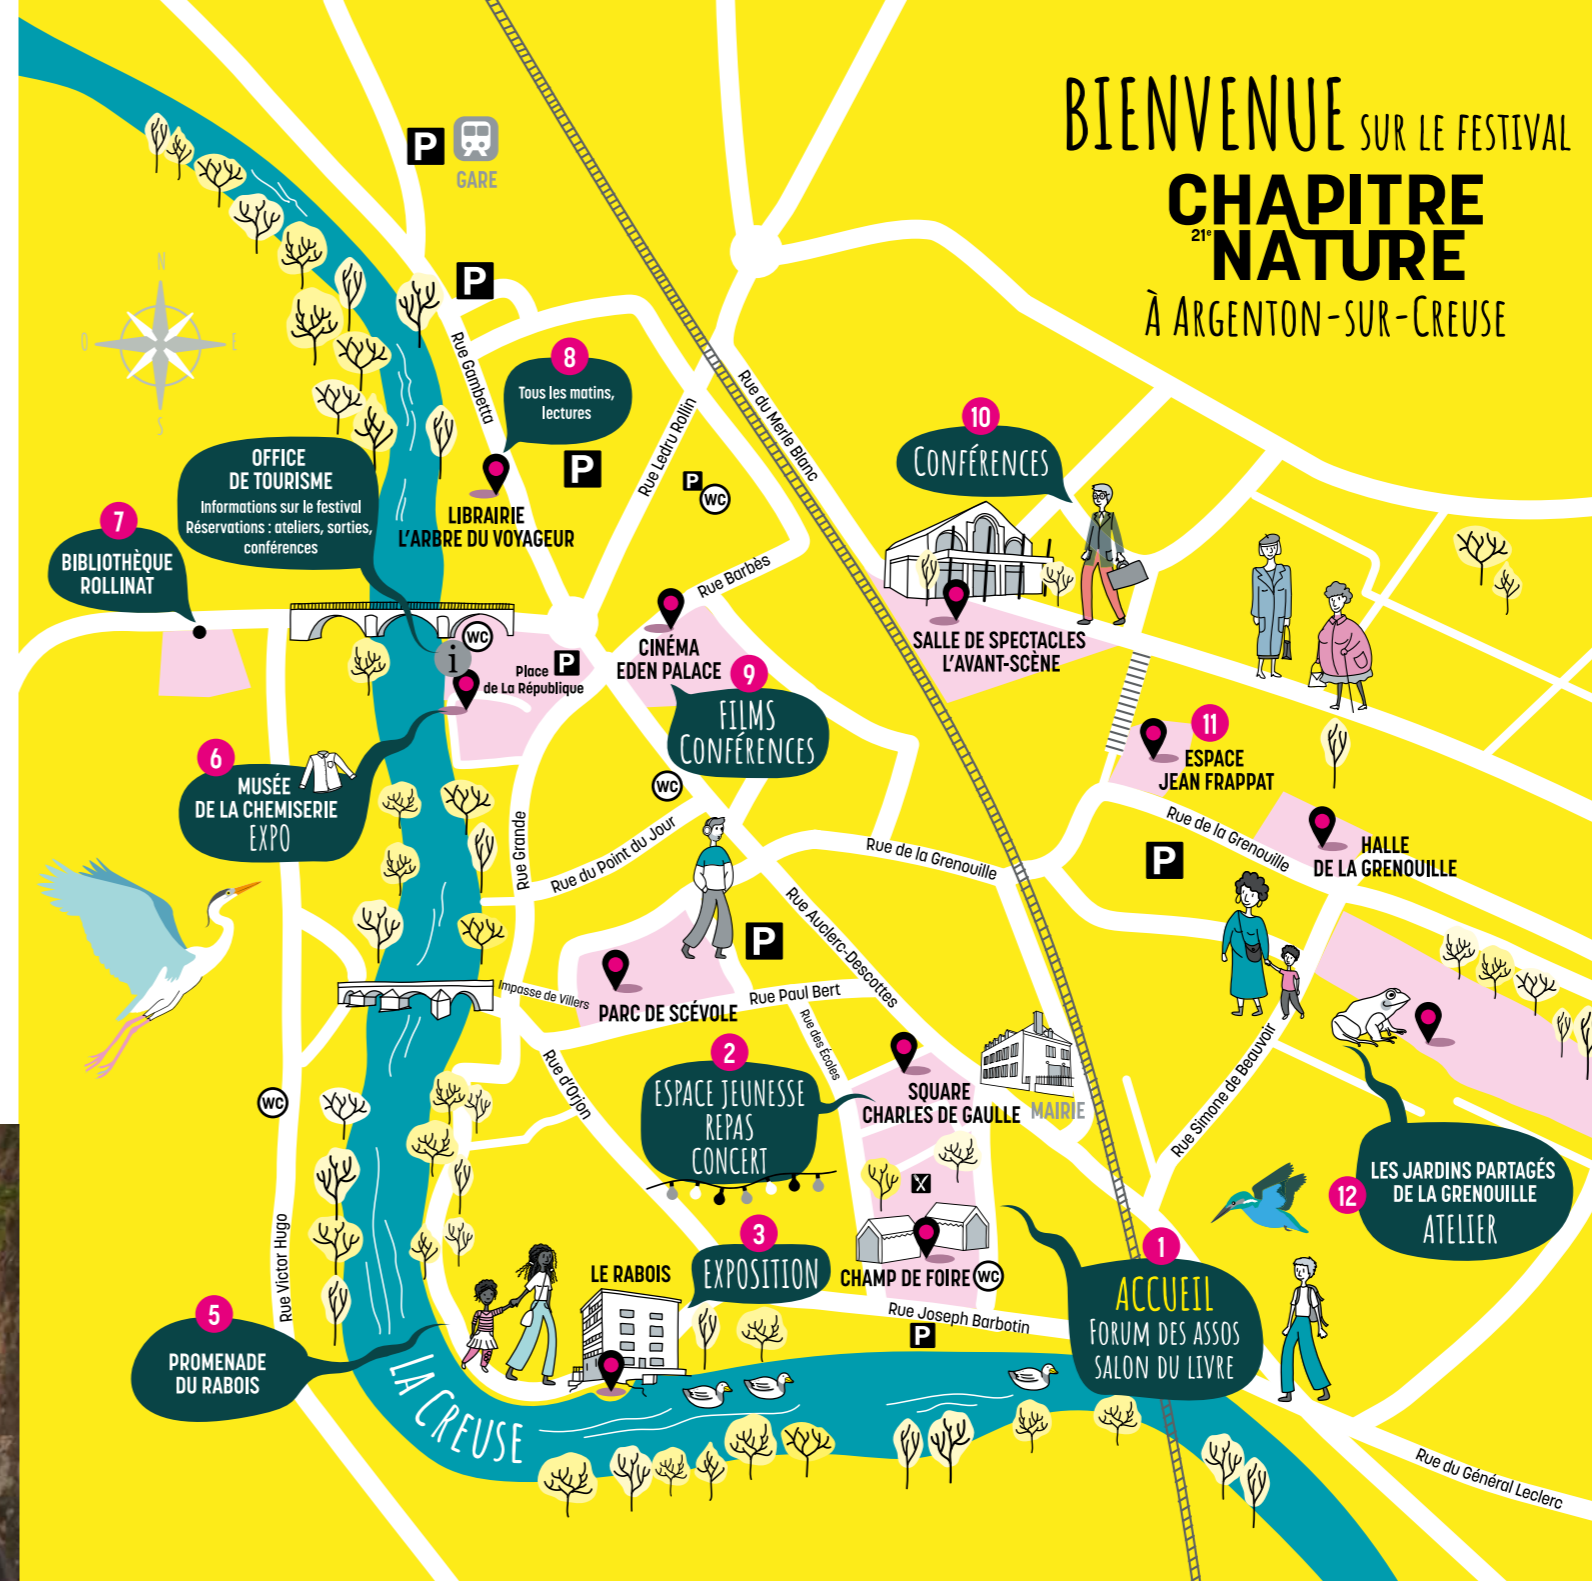 BIENVENUE SUR LE FESTIVAL
CHAPITRE
21e NATURE
À ARGENTON-SUR-CREUSE
P
GARE
P
N
O
E
S
Rue Gambetta
8
Tous les matins,
lectures
Rue Ledru Rollin
Rue du Merle Blanc
10
CONFÉRENCES
OFFICE
DE TOURISME
Informations sur le festival
Réservations : ateliers, sorties,
conférences
P
P
WC
LIBRAIRIE
L'ARBRE DU VOYAGEUR
7
BIBLIOTHÈQUE
ROLLINAT
Rue Barbès
WC
i
Place P
de La République
CINÉMA
EDEN PALACE
9
FILMS
CONFÉRENCES
SALLE DE SPECTACLES
L'AVANT-SCÈNE
11
ESPACE
JEAN FRAPPAT
6
MUSÉE
DE LA CHEMISERIE
EXPO
WC
Rue Grande
Rue du Point du Jour
Rue de la Grenouille
Rue de la Grenouille
P
HALLE
DE LA GRENOUILLE
Rue Auclerc-Descottes
P
Impasse de Villers
PARC DE SCÉVOLE
Rue Paul Bert
Rue des Écoles
Rue d'Orjon
2
ESPACE JEUNESSE
REPAS
CONCERT
SQUARE
CHARLES DE GAULLE
MAIRIE
Rue Simone de Beauvoir
WC
12
LES JARDINS PARTAGÉS
DE LA GRENOUILLE
ATELIER
Rue Victor Hugo
3
EXPOSITION
LE RABOIS
CHAMP DE FOIRE WC
1
ACCUEIL
FORUM DES ASSOS
SALON DU LIVRE
Rue Joseph Barbotin
P
5
PROMENADE
DU RABOIS
LA CREUSE
Rue du Général Leclerc